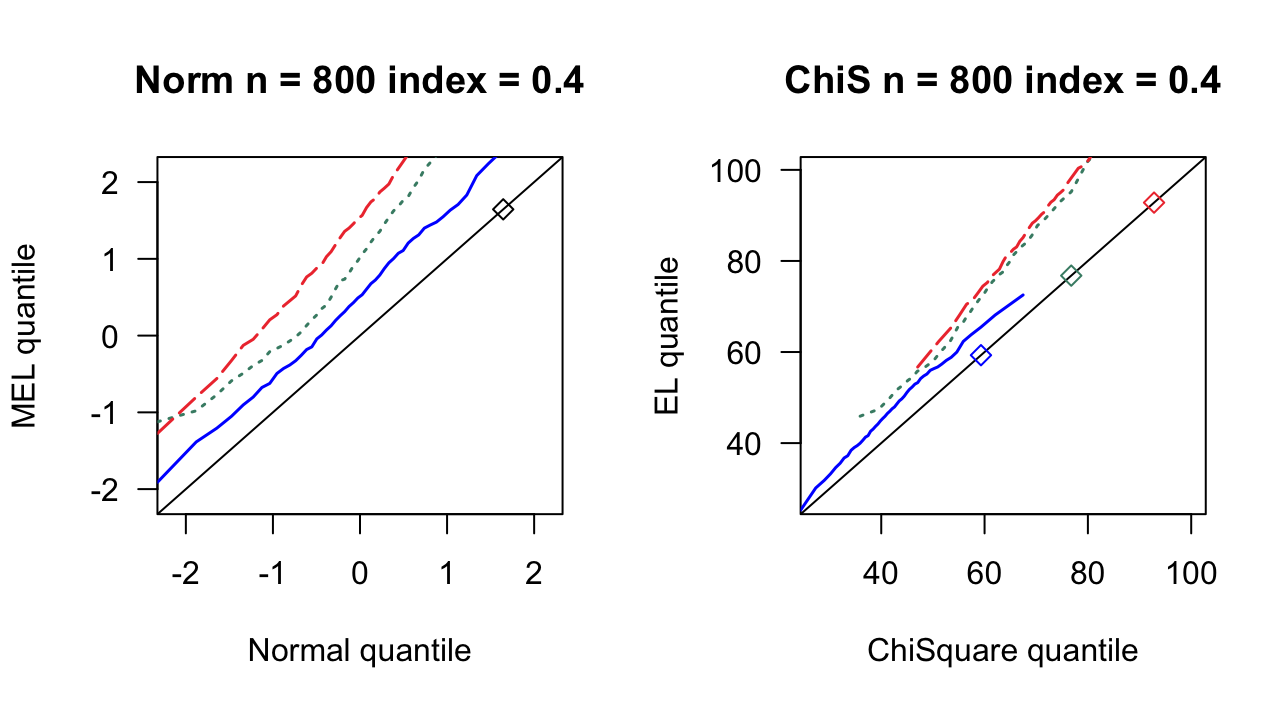 Norm n = 800 index = 0.4
MEL quantile
2
1
0
-1
-2
-2 -1 0 1 2
Normal quantile
ChiS n = 800 index = 0.4
EL quantile
100
80
60
40
40 60 80 100
ChiSquare quantile